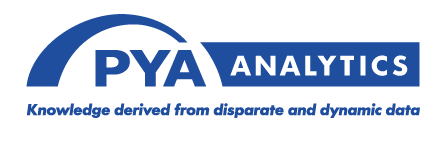 PYA ANALYTICS
Knowledge derived from disparate and dynamic data